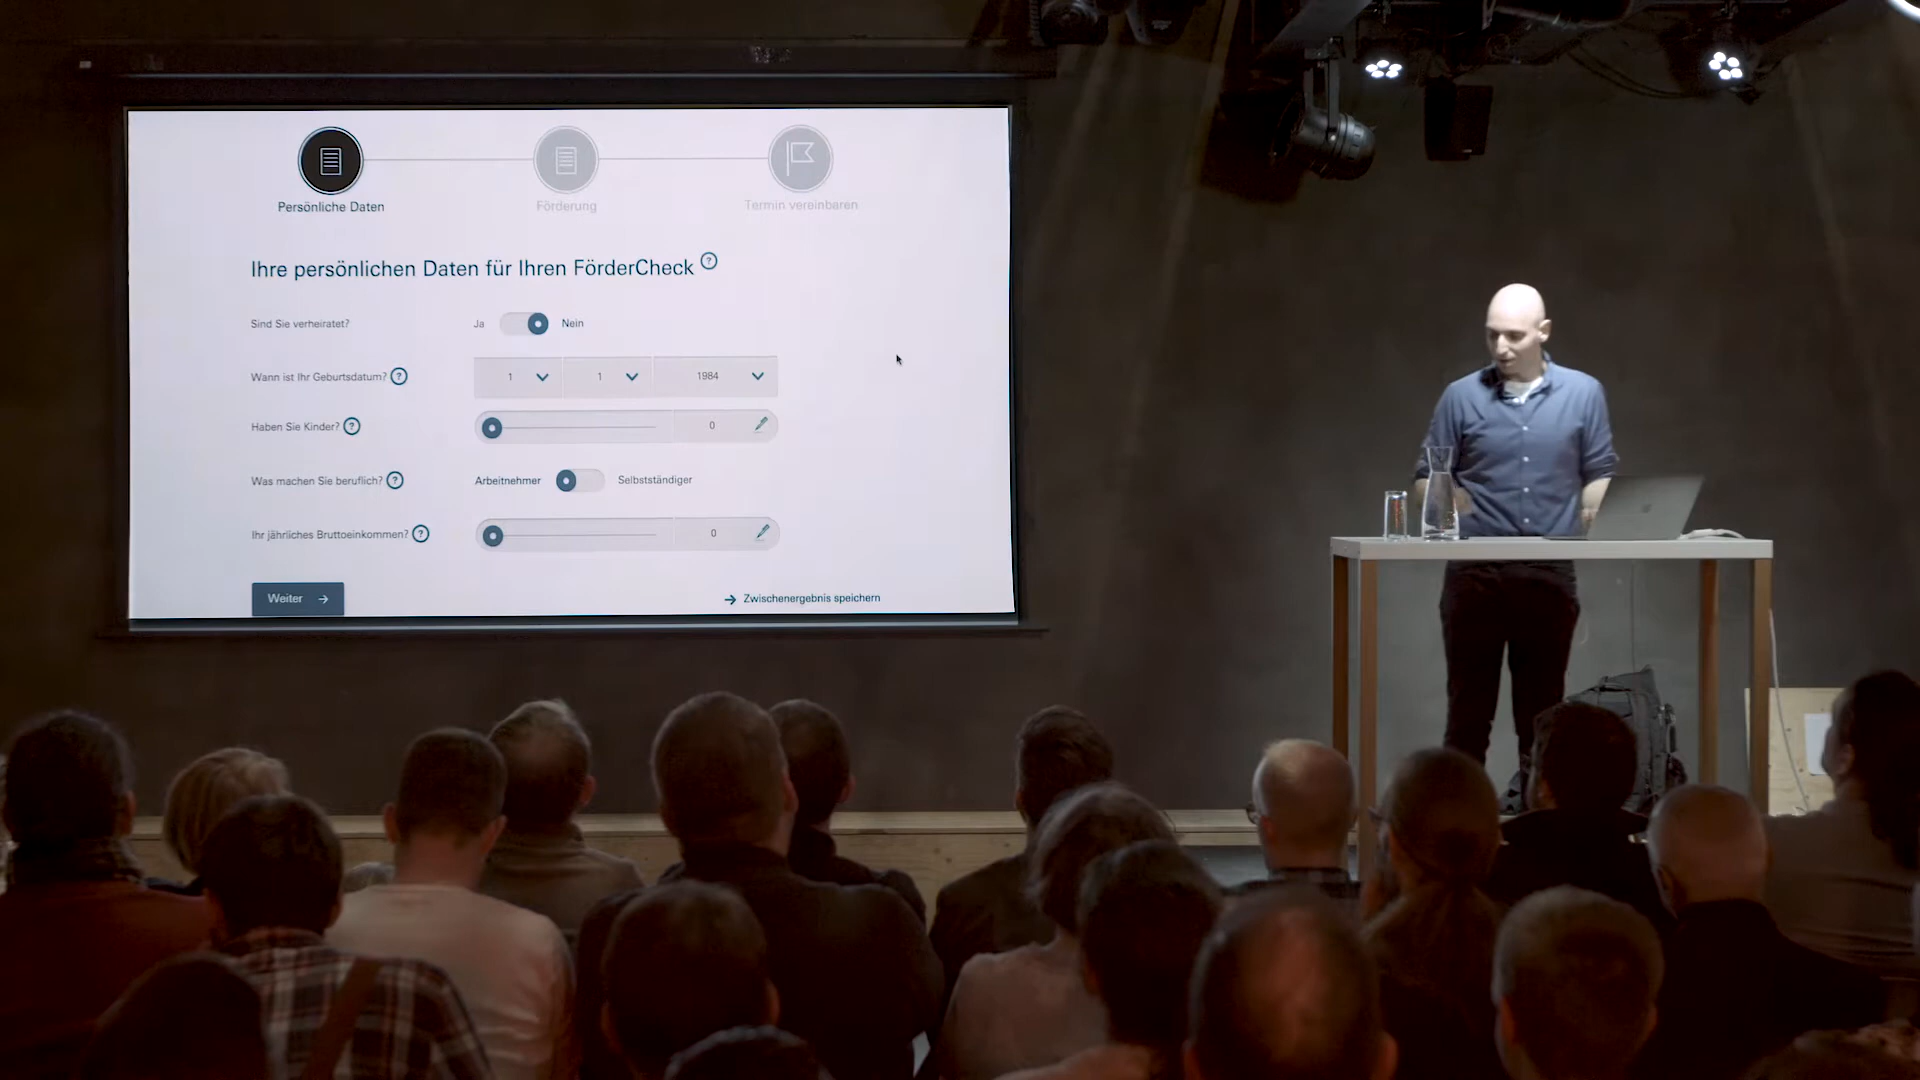 Persönliche Daten
Förderung
Termin vereinbaren
Ihre persönlichen Daten für Ihren FörderCheck ?
Sind Sie verheiratet? Ja Nein
Wann ist Ihr Geburtsdatum? ? 1 1 1984
Haben Sie Kinder? ? 0
Was machen Sie beruflich? ? Arbeitnehmer Selbstständiger
Ihr jährliches Bruttoeinkommen? ? 0
Weiter → → Zwischenergebnis speichern